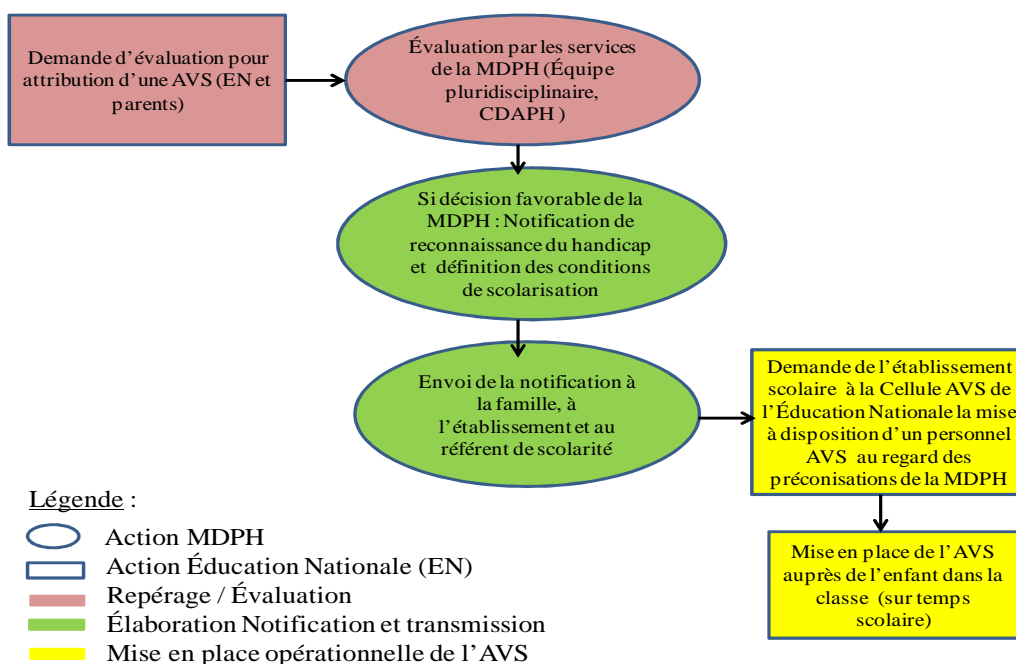 Demande d'évaluation pour
attribution d'une AVS (EN et
parents)
Évaluation par les services
de la MDPH (Équipe
pluridisciplinaire,
CDAPH )
Si décision favorable de la
MDPH : Notification de
reconnaissance du handicap
et définition des conditions
de scolarisation
Envoi de la notification à
la famille, à
l'établissement et au
référent de scolarité
Demande de l'établissement
scolaire à la Cellule AVS de
l'Éducation Nationale la mise
à disposition d'un personnel
AVS au regard des
préconisations de la MDPH
Mise en place de l'AVS
auprès de l'enfant dans la
classe (sur temps
scolaire)
Légende :
Action MDPH
Action Éducation Nationale (EN)
Repérage / Évaluation
Élaboration Notification et transmission
Mise en place opérationnelle de l'AVS